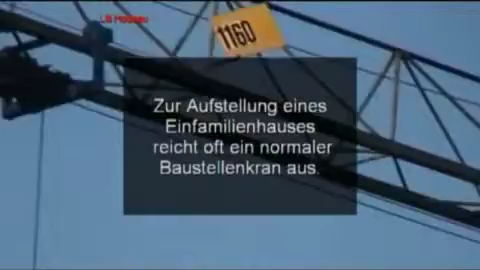 1160
Zur Aufstellung eines
Einfamilienhauses
reicht oft ein normaler
Baustellenkran aus.